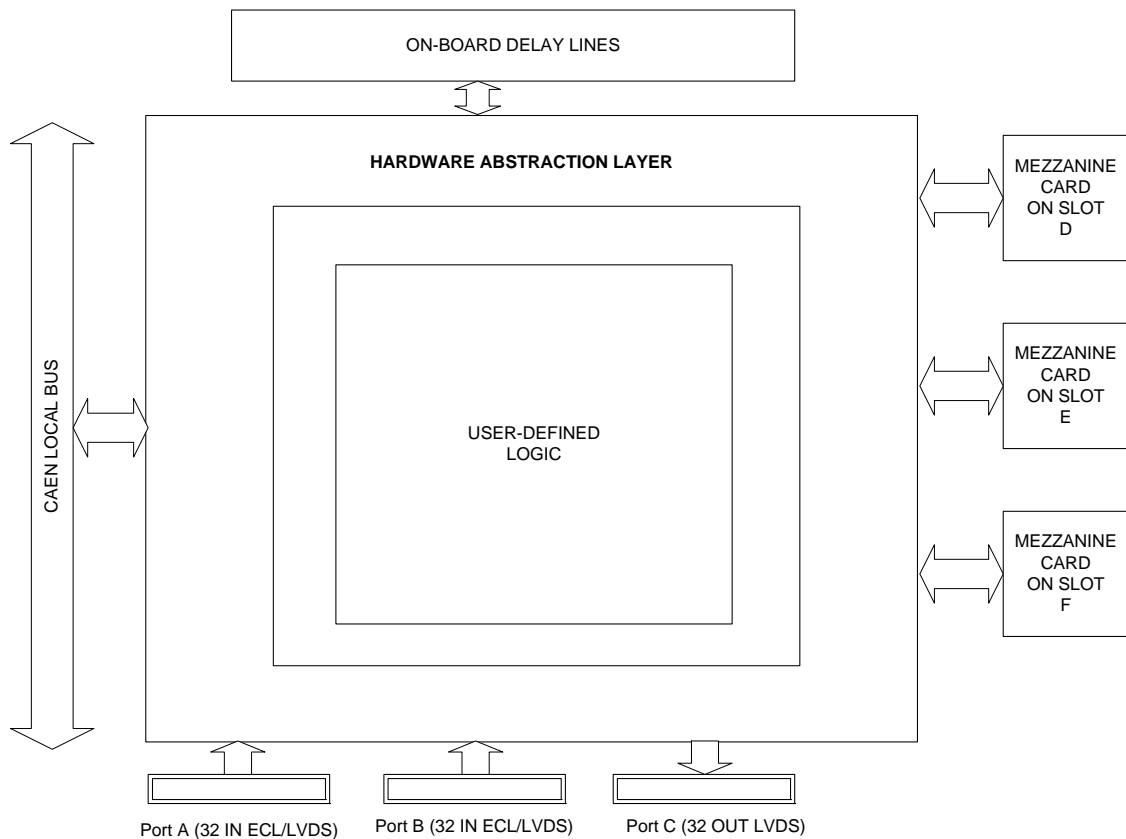 ON-BOARD DELAY LINES
HARDWARE ABSTRACTION LAYER
MEZZANINE
CARD
ON SLOT
D
CAEN LOCAL BUS
USER-DEFINED
LOGIC
MEZZANINE
CARD
ON SLOT
E
MEZZANINE
CARD
ON SLOT
F
Port A (32 IN ECL/LVDS)
Port B (32 IN ECL/LVDS)
Port C (32 OUT LVDS)